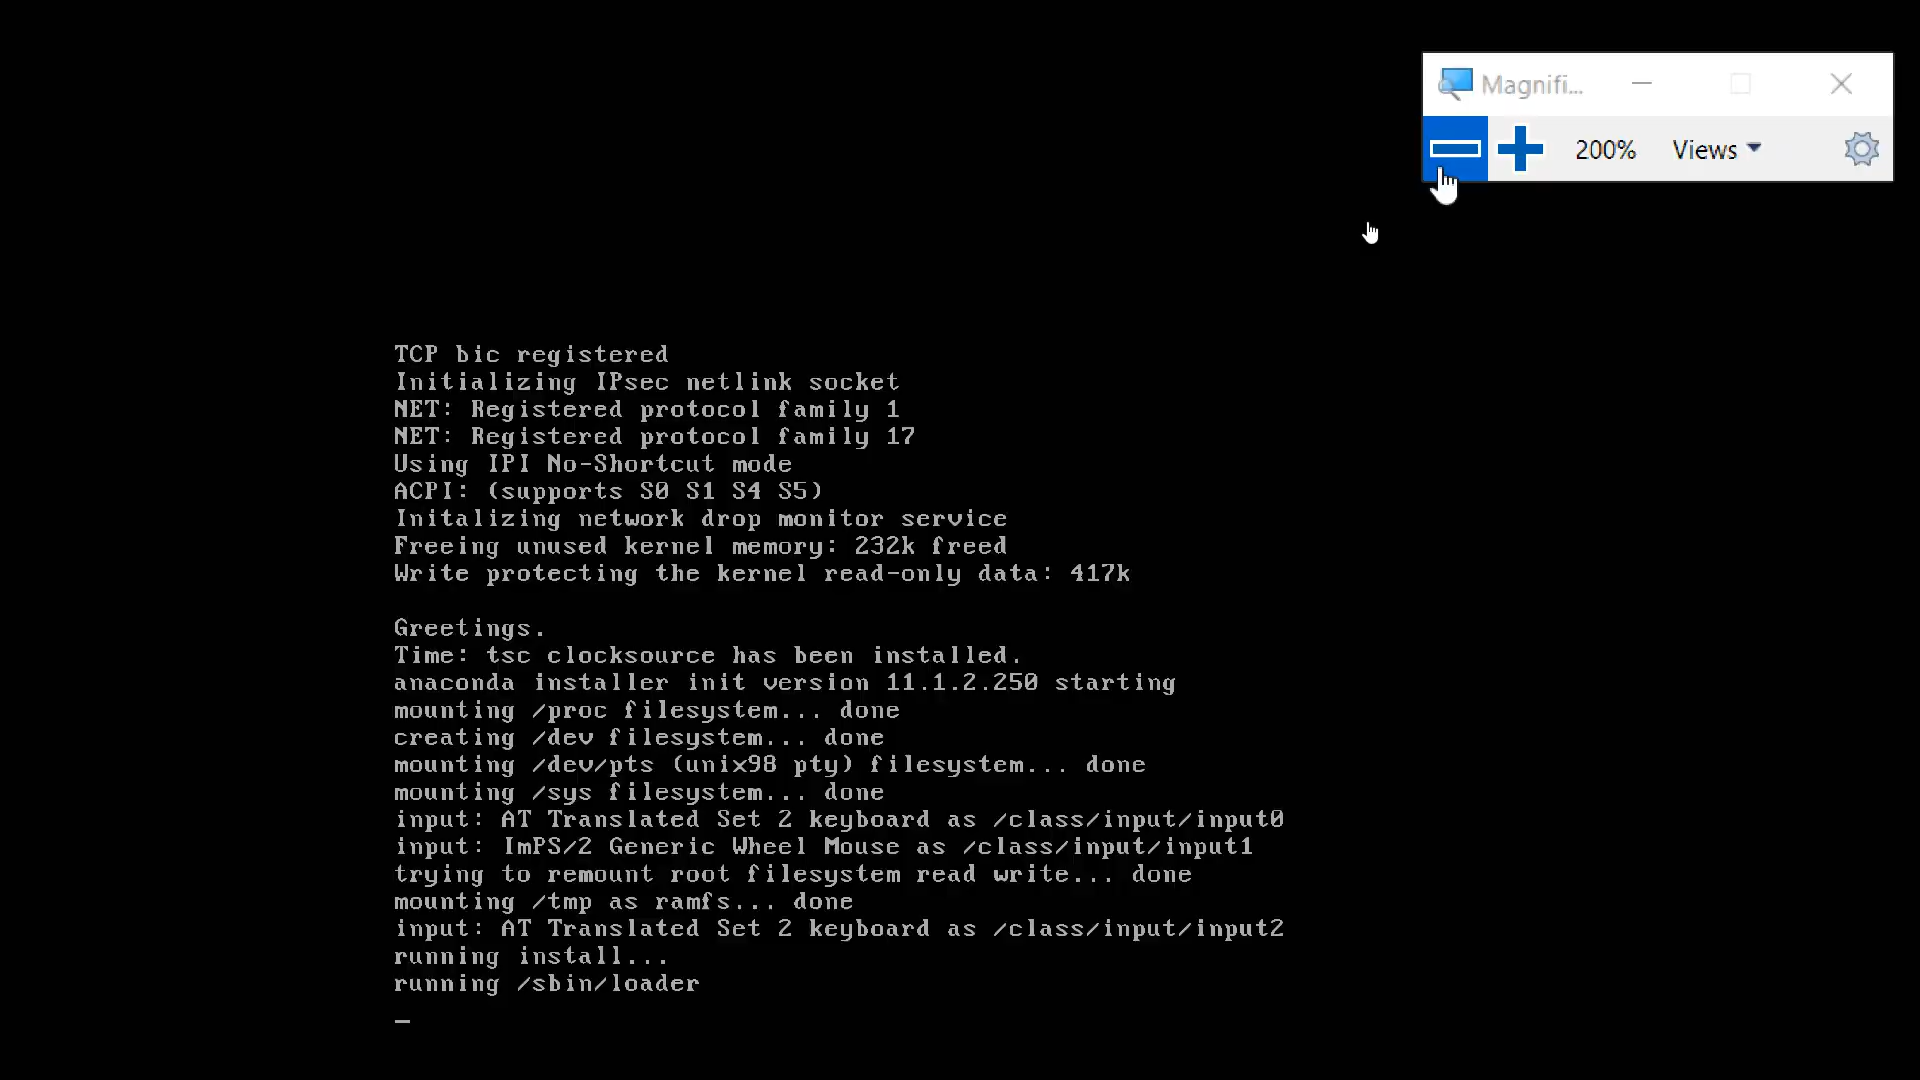 Magnifi...
200% Views
TCP bic registered
Initializing IPsec netlink socket
NET: Registered protocol family 1
NET: Registered protocol family 17
Using IPI No-Shortcut mode
ACPI: (supports S0 S1 S4 S5)
Initalizing network drop monitor service
Freeing unused kernel memory: 232k freed
Write protecting the kernel read-only data: 417k
Greetings.
Time: tsc clocksource has been installed.
anaconda installer init version 11.1.2.250 starting
mounting /proc filesystem... done
creating /dev filesystem... done
mounting /dev/pts (unix98 pty) filesystem... done
mounting /sys filesystem... done
input: AT Translated Set 2 keyboard as /class/input/input0
input: ImPS/2 Generic Wheel Mouse as /class/input/input1
trying to remount root filesystem read write... done
mounting /tmp as ramfs... done
input: AT Translated Set 2 keyboard as /class/input/input2
running install...
running /sbin/loader
_